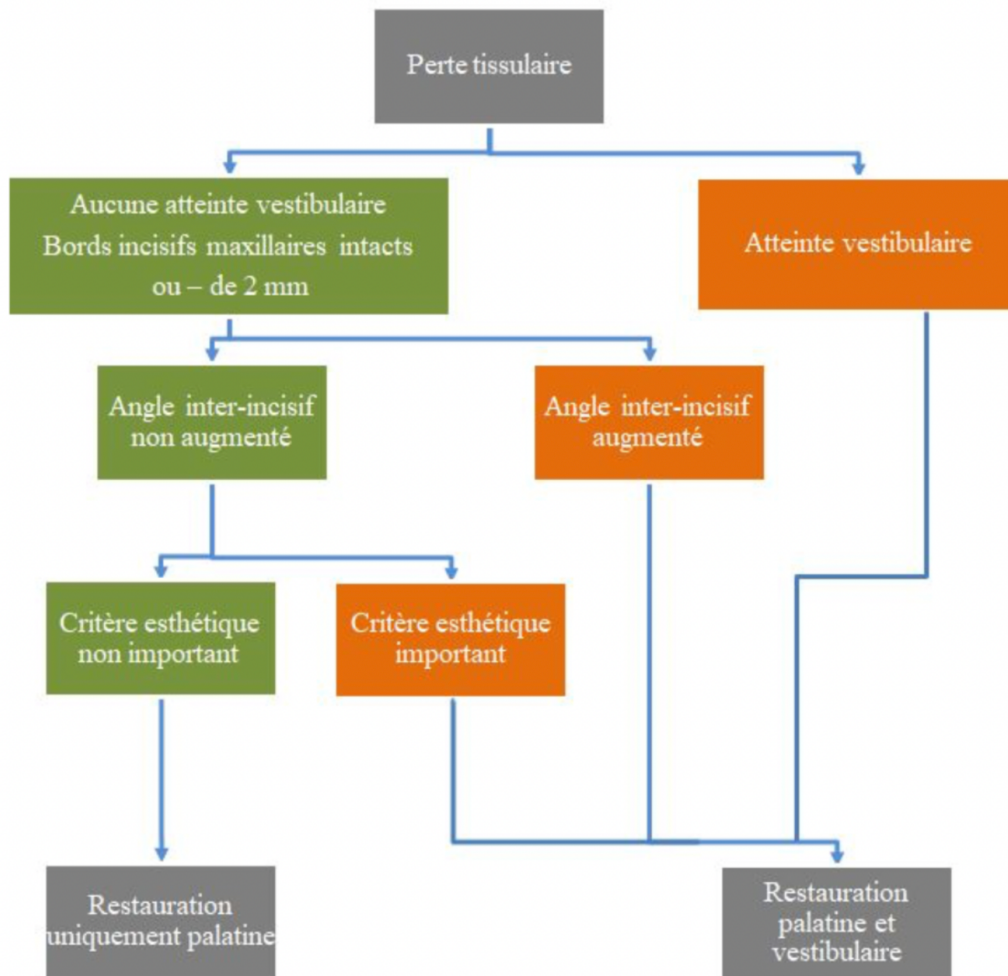 Perte tissulaire
Aucune atteinte vestibulaire
Bords incisifs maxillaires intacts
ou – de 2 mm
Atteinte vestibulaire
Angle inter-incisif
non augmenté
Angle inter-incisif
augmenté
Critère esthétique
non important
Critère esthétique
important
Restauration
uniquement palatine
Restauration
palatine et
vestibulaire